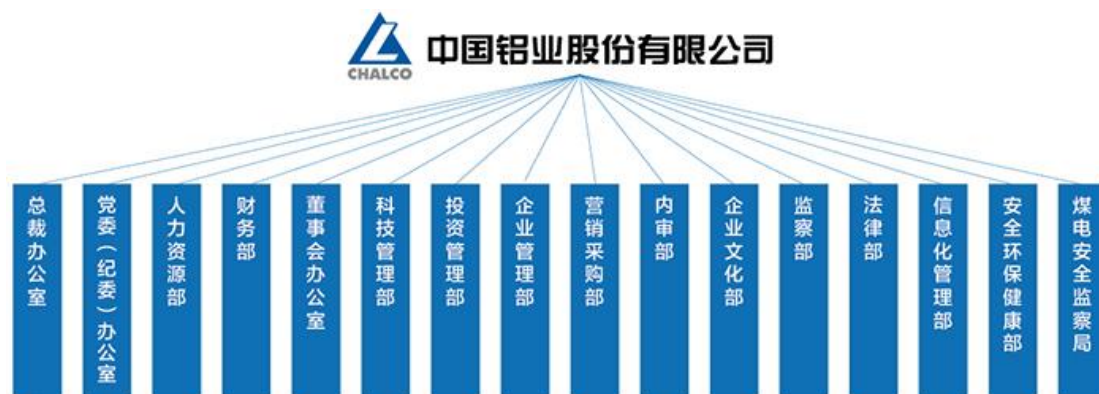 CHALCO
中国铝业股份有限公司
总裁办公室
党委（纪委）办公室
人力资源部
财务部
董事会办公室
科技管理部
投资管理部
企业管理部
营销采购部
内审部
企业文化部
监察部
法律部
信息化管理部
安全环保健康部
煤电安全监察局